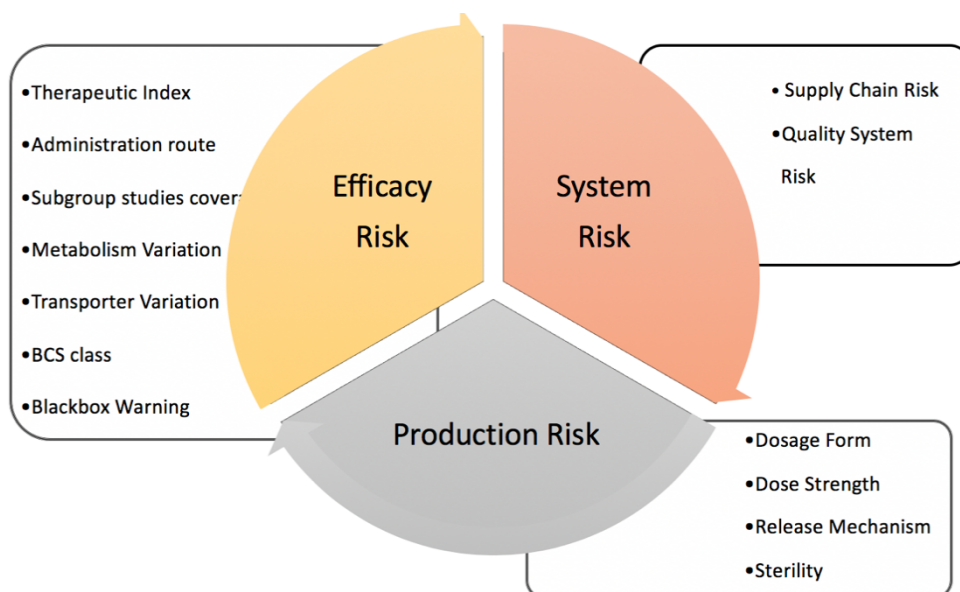 •Therapeutic Index
•Administration route
•Subgroup studies
•Metabolism Variation
•Transporter Variation
•BCS class
•Blackbox Warning
Efficacy
Risk
System
Risk
• Supply Chain Risk
• Quality System
Risk
Production Risk
•Dosage Form
•Dose Strength
•Release Mechanism
•Sterility